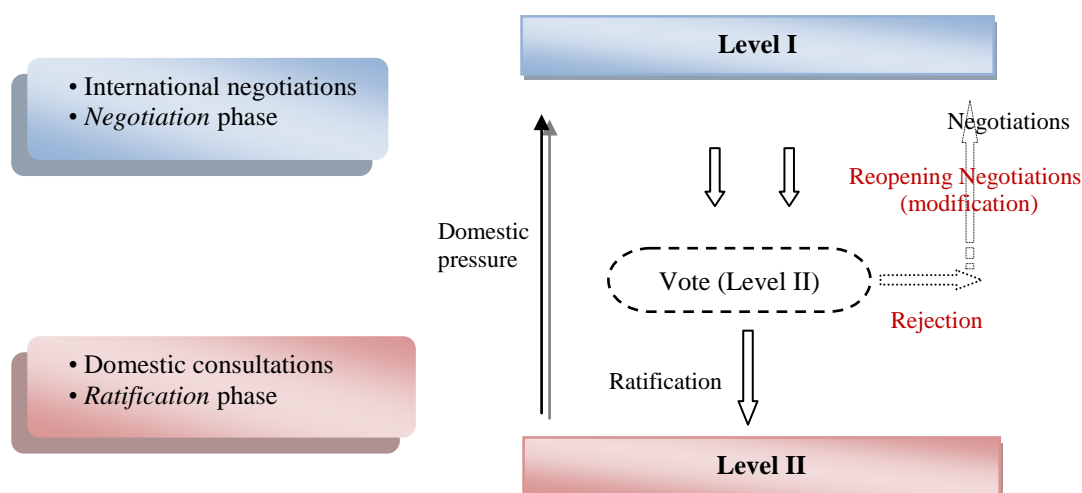 Level I
• International negotiations
• Negotiation phase
Negotiations
Reopening Negotiations
(modification)
Domestic
pressure
Vote (Level II)
Rejection
• Domestic consultations
• Ratification phase
Ratification
Level II